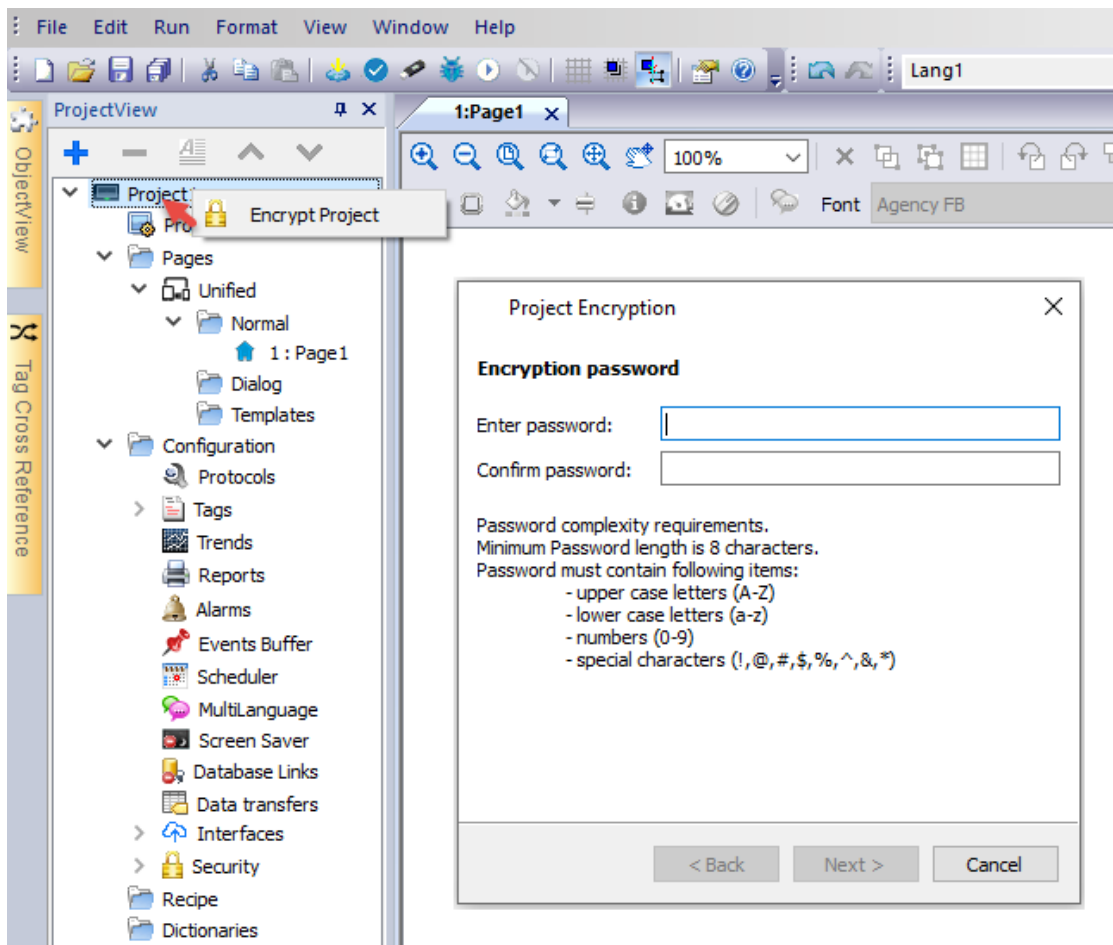 File Edit Run Format View Window Help
Lang1
ProjectView
1:Page1
ObjectView
100%
Project
Encrypt Project
Font Agency FB
Pages
Unified
Normal
1 : Page1
Dialog
Templates
Tag Cross Reference
Configuration
Protocols
Tags
Trends
Reports
Alarms
Events Buffer
Scheduler
MultiLanguage
Screen Saver
Database Links
Data transfers
Interfaces
Security
Recipe
Dictionaries
Project Encryption
Encryption password
Enter password:
Confirm password:
Password complexity requirements.
Minimum Password length is 8 characters.
Password must contain following items:
- upper case letters (A-Z)
- lower case letters (a-z)
- numbers (0-9)
- special characters (!,@,#,$,%,^,&,*)
< Back Next > Cancel